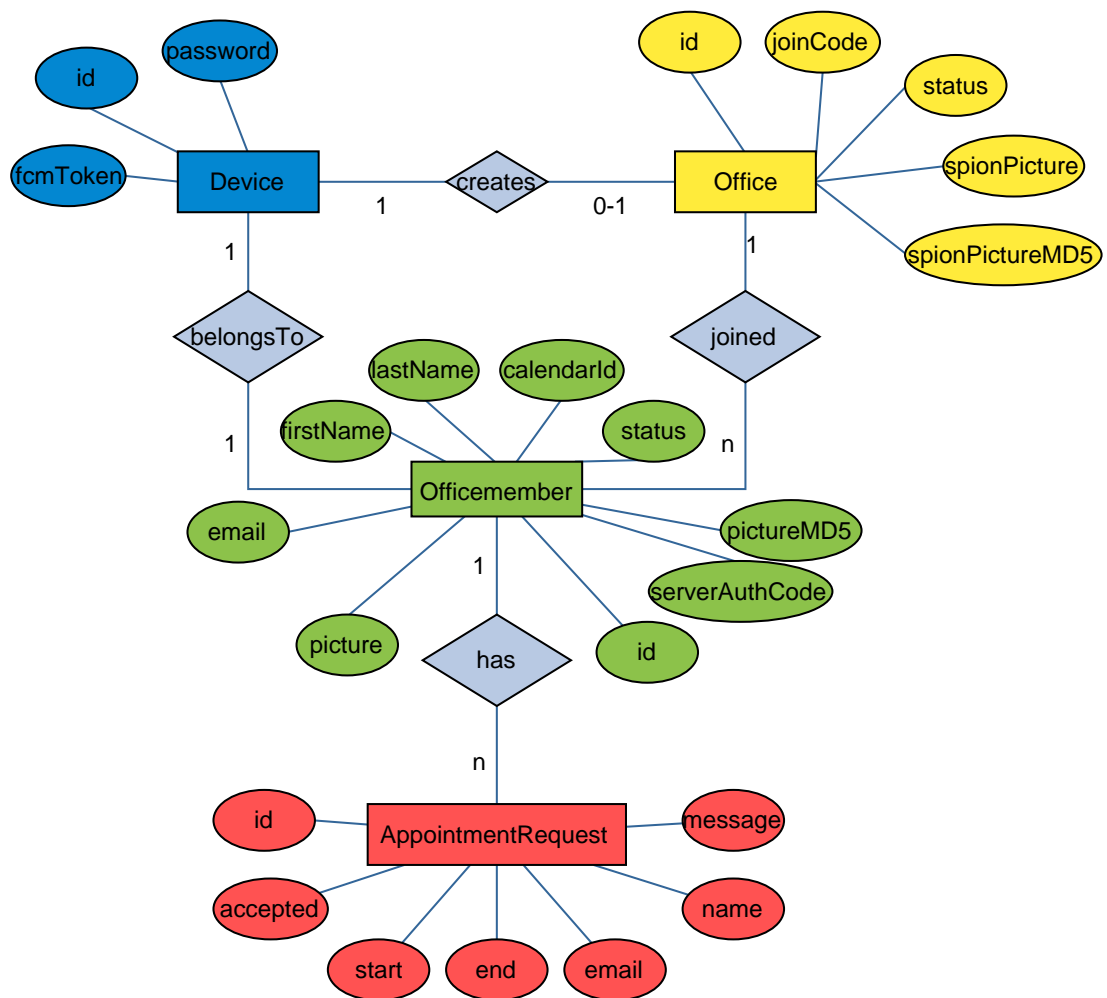 password
id
joinCode
id
status
fcmToken
Device
creates
Office
spionPicture
1
0-1
1
1
spionPictureMD5
belongsTo
joined
lastName
calendarId
firstName
status
1
n
Officemember
email
pictureMD5
1
serverAuthCode
picture
has
id
n
id
message
AppointmentRequest
accepted
name
start
end
email